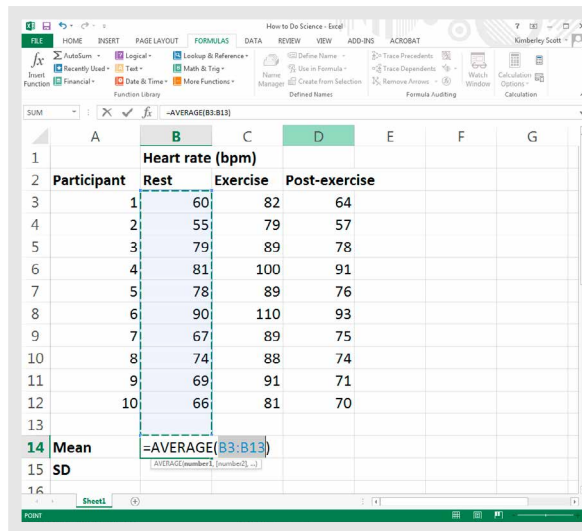 How to Do Science - Excel
FILE HOME INSERT PAGE LAYOUT FORMULAS DATA REVIEW VIEW ADD-INS ACROBAT Kimberley Scott
fx Insert Function
AutoSum Recently Used Financial
Logical Text Date & Time
Lookup & Reference Math & Trig More Functions
Name Manager
Define Name Use in Formula Create from Selection
Trace Precedents Trace Dependents Remove Arrows
Watch Window
Calculation Options
Function Library Defined Names Formula Auditing Calculation
SUM fx =AVERAGE(B3:B13)
A B C D E F G
1 Heart rate (bpm)
2 Participant Rest Exercise Post-exercise
3 1 60 82 64
4 2 55 79 57
5 3 79 89 78
6 4 81 100 91
7 5 78 89 76
8 6 90 110 93
9 7 67 89 75
10 8 74 88 74
11 9 69 91 71
12 10 66 81 70
13
14 Mean =AVERAGE(B3:B13)
AVERAGE(number1, [number2], ...)
15 SD
16
Sheet1
POINT